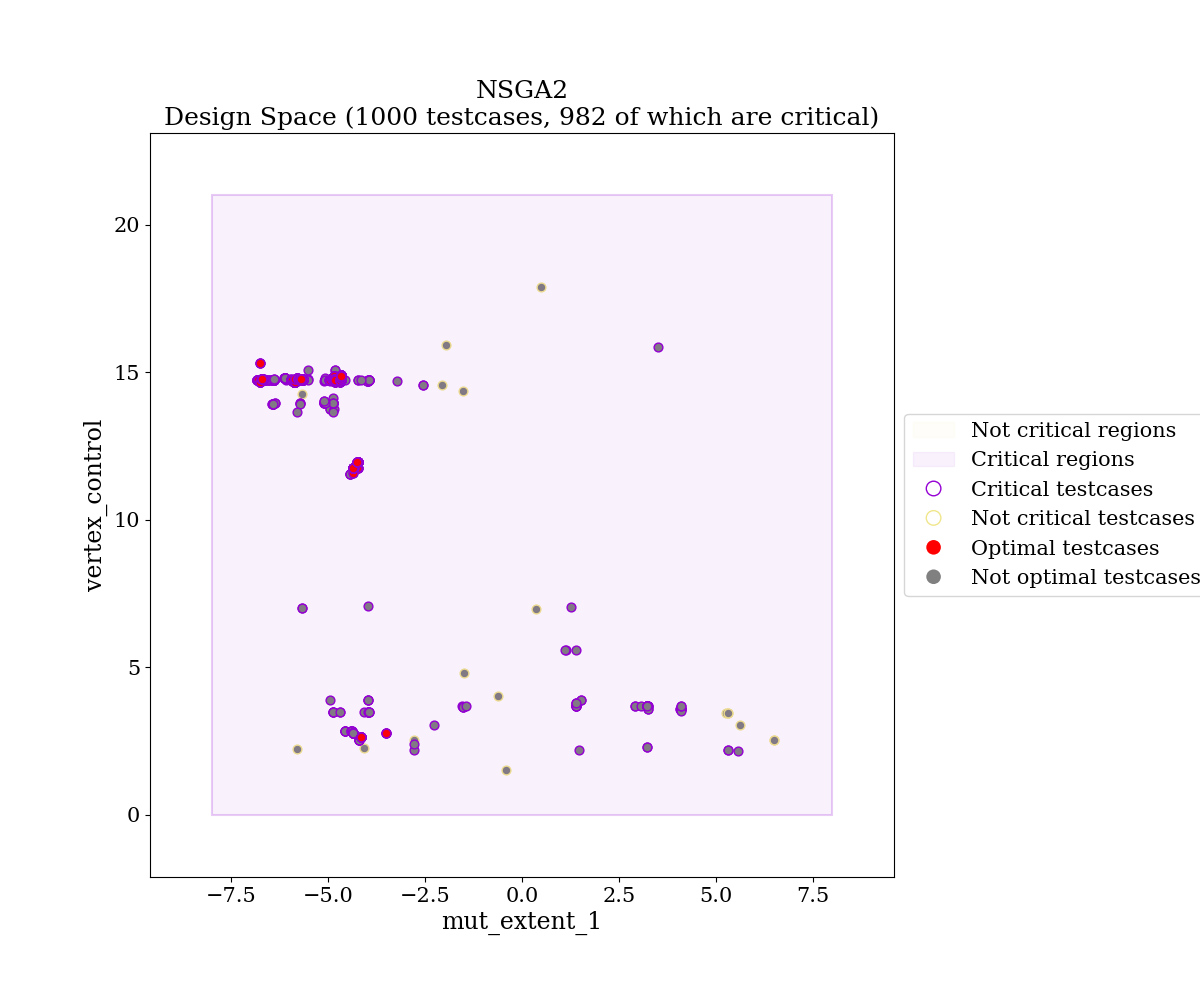 NSGA2
Design Space (1000 testcases, 982 of which are critical)
20
15
10
5
0
vertex_control
−7.5 −5.0 −2.5 0.0 2.5 5.0 7.5
mut_extent_1
Not critical regions
Critical regions
Critical testcases
Not critical testcases
Optimal testcases
Not optimal testcases